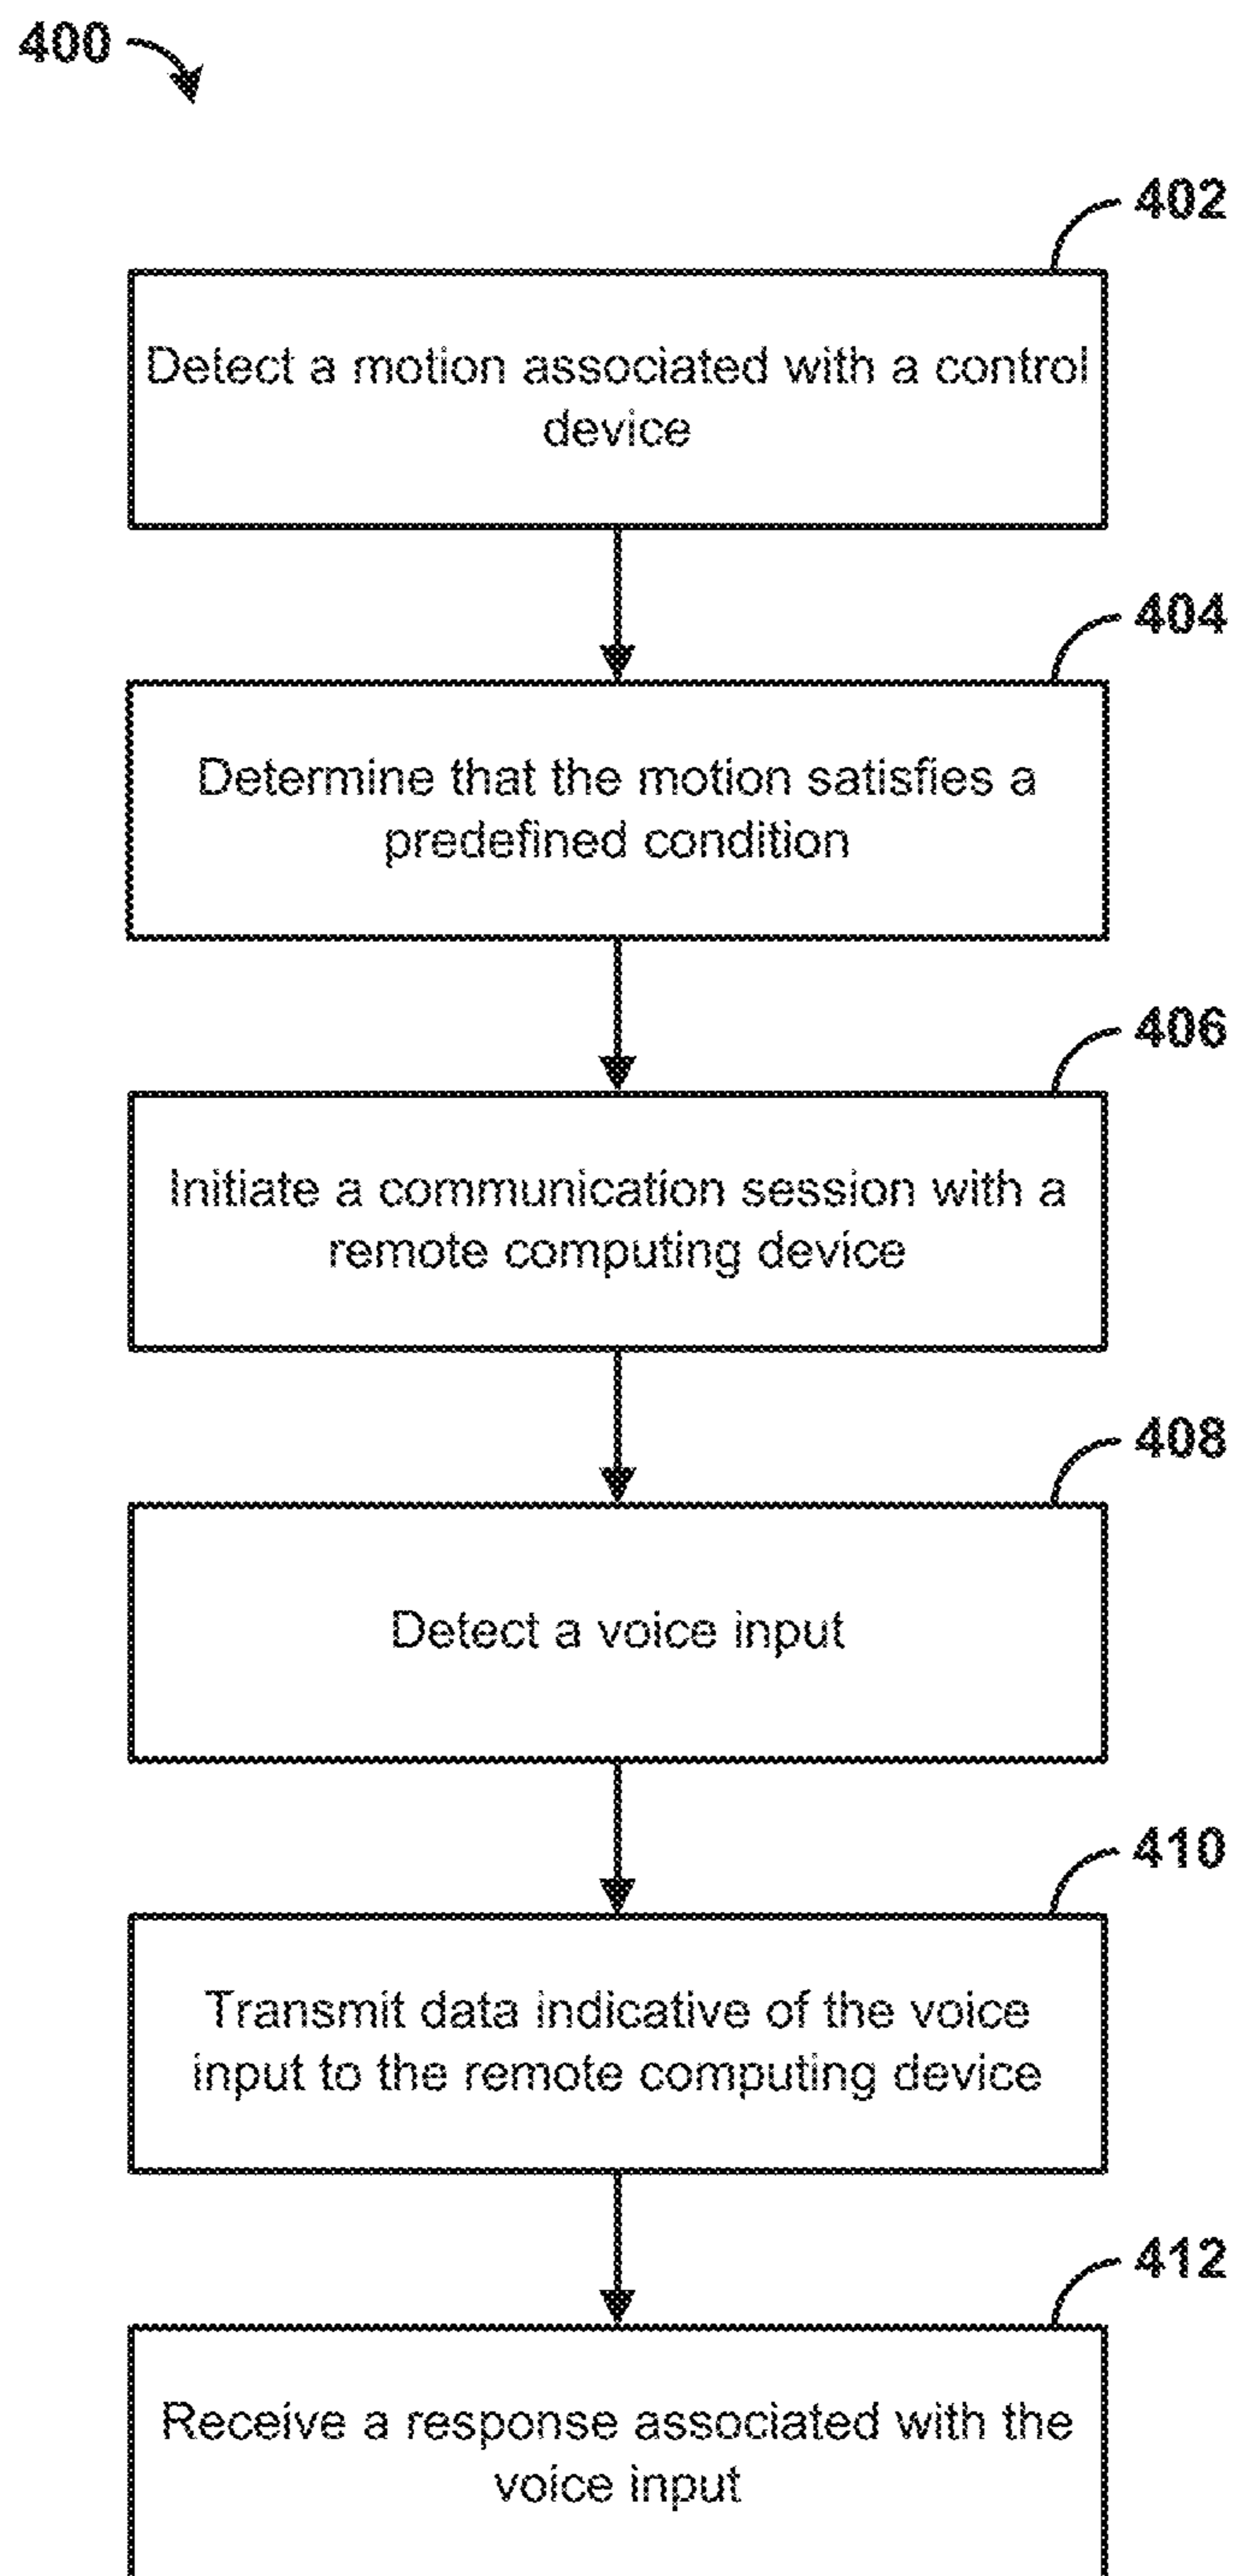 400
402
Detect a motion associated with a control
device
404
Determine that the motion satisfies a
predefined condition
406
Initiate a communication session with a
remote computing device
408
Detect a voice input
410
Transmit data indicative of the voice
input to the remote computing device
412
Receive a response associated with the
voice input